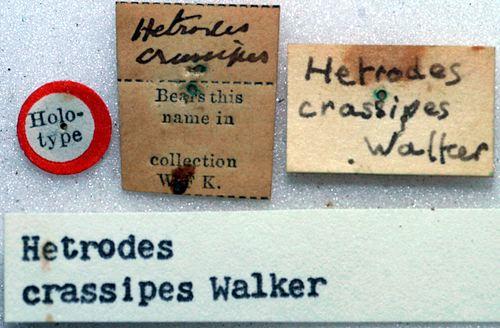 Holo-
type
Hetrodes
crassipes
Bears this
name in
collection
W F K.
Hetrodes
crassipes
Walker
Hetrodes
crassipes Walker